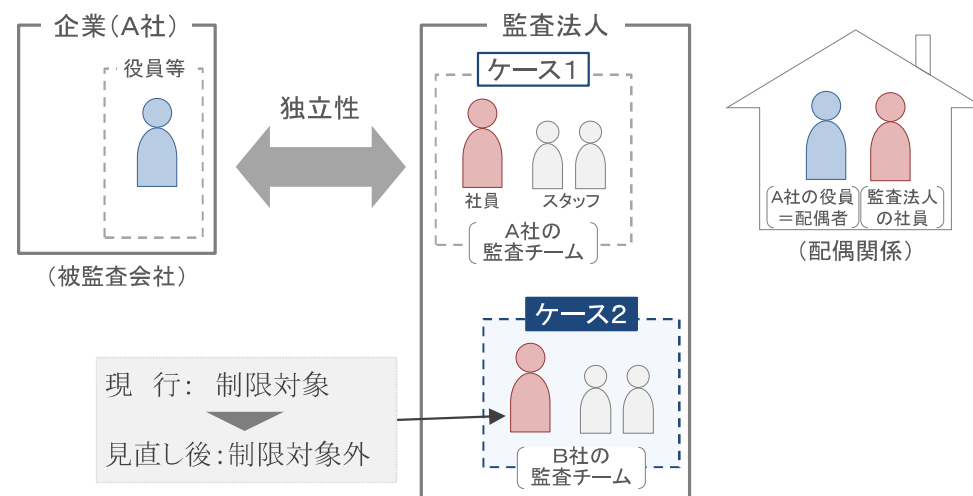 企業（A社）
役員等
（被監査会社）
独立性
監査法人
ケース1
社員
スタッフ
A社の
監査チーム
ケース2
B社の
監査チーム
A社の役員
＝配偶者
監査法人
の社員
（配偶関係）
現　行： 制限対象
見直し後：制限対象外